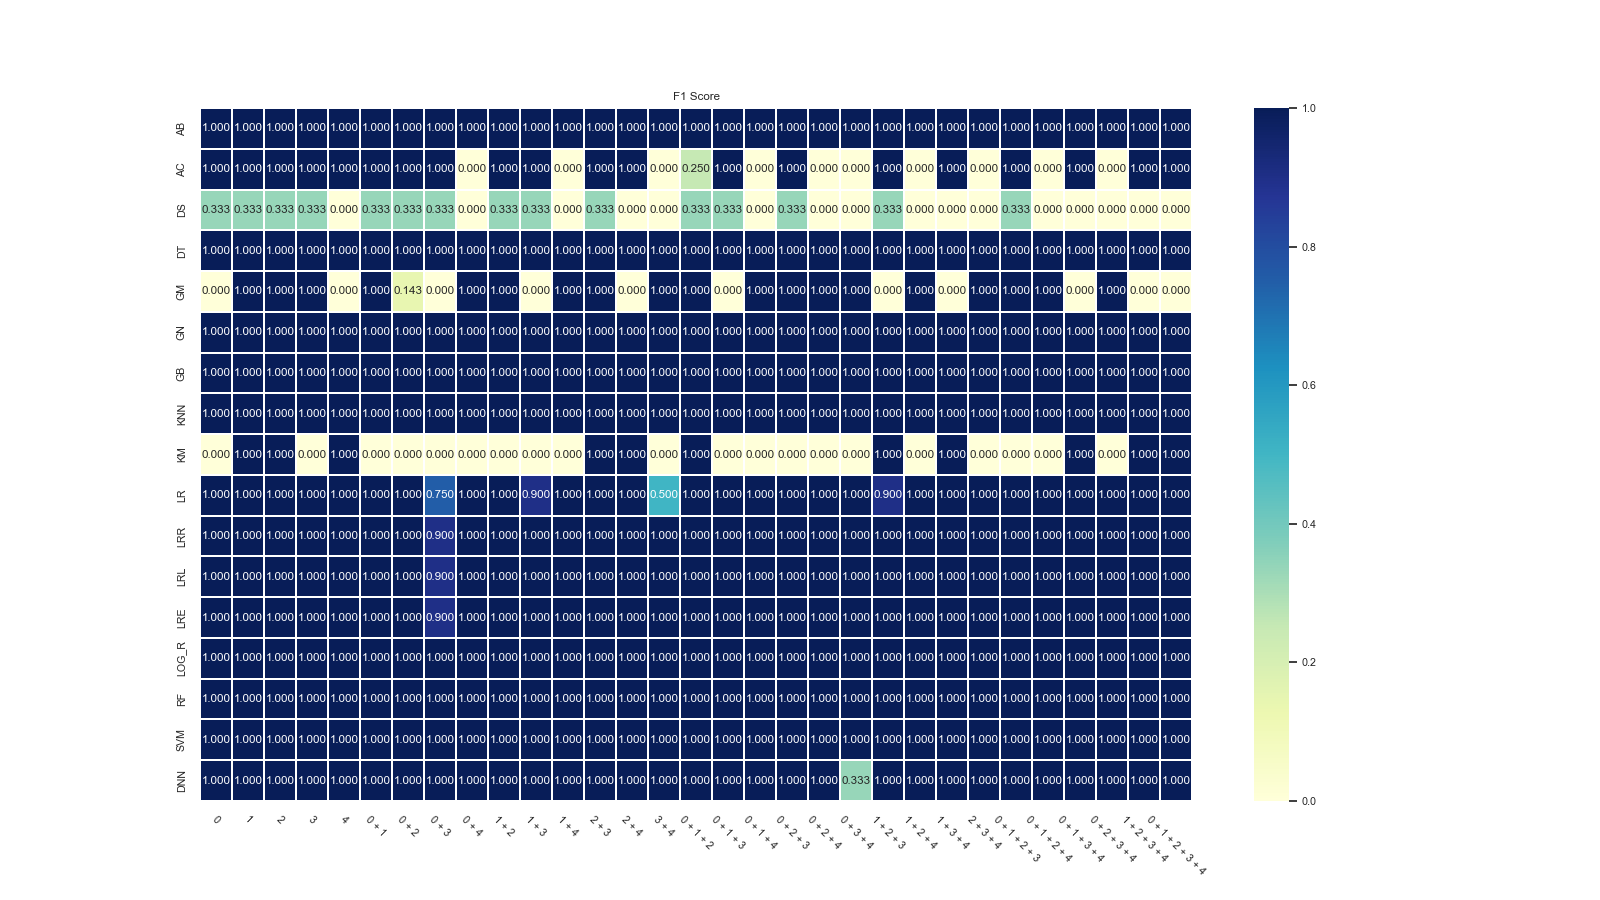 F1 Score
AB 1.000 1.000 1.000 1.000 1.000 1.000 1.000 1.000 1.000 1.000 1.000 1.000 1.000 1.000 1.000 1.000 1.000 1.000 1.000 1.000 1.000 1.000 1.000 1.000 1.000 1.000 1.000 1.000 1.000 1.000 1.000
AC 1.000 1.000 1.000 1.000 1.000 1.000 1.000 1.000 0.000 1.000 1.000 0.000 1.000 1.000 0.000 0.250 1.000 0.000 1.000 0.000 0.000 1.000 0.000 1.000 0.000 1.000 0.000 1.000 0.000 1.000 1.000
DS 0.333 0.333 0.333 0.333 0.000 0.333 0.333 0.333 0.000 0.333 0.333 0.000 0.333 0.000 0.000 0.333 0.333 0.000 0.333 0.000 0.000 0.333 0.000 0.000 0.000 0.333 0.000 0.000 0.000 0.000 0.000
DT 1.000 1.000 1.000 1.000 1.000 1.000 1.000 1.000 1.000 1.000 1.000 1.000 1.000 1.000 1.000 1.000 1.000 1.000 1.000 1.000 1.000 1.000 1.000 1.000 1.000 1.000 1.000 1.000 1.000 1.000 1.000
GM 0.000 1.000 1.000 1.000 0.000 1.000 0.143 0.000 1.000 1.000 0.000 1.000 1.000 0.000 1.000 1.000 0.000 1.000 1.000 1.000 1.000 0.000 1.000 0.000 1.000 1.000 1.000 0.000 1.000 0.000 0.000
GN 1.000 1.000 1.000 1.000 1.000 1.000 1.000 1.000 1.000 1.000 1.000 1.000 1.000 1.000 1.000 1.000 1.000 1.000 1.000 1.000 1.000 1.000 1.000 1.000 1.000 1.000 1.000 1.000 1.000 1.000 1.000
GB 1.000 1.000 1.000 1.000 1.000 1.000 1.000 1.000 1.000 1.000 1.000 1.000 1.000 1.000 1.000 1.000 1.000 1.000 1.000 1.000 1.000 1.000 1.000 1.000 1.000 1.000 1.000 1.000 1.000 1.000 1.000
KNN 1.000 1.000 1.000 1.000 1.000 1.000 1.000 1.000 1.000 1.000 1.000 1.000 1.000 1.000 1.000 1.000 1.000 1.000 1.000 1.000 1.000 1.000 1.000 1.000 1.000 1.000 1.000 1.000 1.000 1.000 1.000
KM 0.000 1.000 1.000 0.000 1.000 0.000 0.000 0.000 0.000 0.000 0.000 0.000 1.000 1.000 0.000 1.000 0.000 0.000 0.000 0.000 0.000 1.000 0.000 1.000 0.000 0.000 0.000 1.000 0.000 1.000 1.000
LR 1.000 1.000 1.000 1.000 1.000 1.000 1.000 0.750 1.000 1.000 0.900 1.000 1.000 1.000 0.500 1.000 1.000 1.000 1.000 1.000 1.000 0.900 1.000 1.000 1.000 1.000 1.000 1.000 1.000 1.000 1.000
LRR 1.000 1.000 1.000 1.000 1.000 1.000 1.000 0.900 1.000 1.000 1.000 1.000 1.000 1.000 1.000 1.000 1.000 1.000 1.000 1.000 1.000 1.000 1.000 1.000 1.000 1.000 1.000 1.000 1.000 1.000 1.000
LRL 1.000 1.000 1.000 1.000 1.000 1.000 1.000 0.900 1.000 1.000 1.000 1.000 1.000 1.000 1.000 1.000 1.000 1.000 1.000 1.000 1.000 1.000 1.000 1.000 1.000 1.000 1.000 1.000 1.000 1.000 1.000
LRE 1.000 1.000 1.000 1.000 1.000 1.000 1.000 0.900 1.000 1.000 1.000 1.000 1.000 1.000 1.000 1.000 1.000 1.000 1.000 1.000 1.000 1.000 1.000 1.000 1.000 1.000 1.000 1.000 1.000 1.000 1.000
LOG_R 1.000 1.000 1.000 1.000 1.000 1.000 1.000 1.000 1.000 1.000 1.000 1.000 1.000 1.000 1.000 1.000 1.000 1.000 1.000 1.000 1.000 1.000 1.000 1.000 1.000 1.000 1.000 1.000 1.000 1.000 1.000
RF 1.000 1.000 1.000 1.000 1.000 1.000 1.000 1.000 1.000 1.000 1.000 1.000 1.000 1.000 1.000 1.000 1.000 1.000 1.000 1.000 1.000 1.000 1.000 1.000 1.000 1.000 1.000 1.000 1.000 1.000 1.000
SVM 1.000 1.000 1.000 1.000 1.000 1.000 1.000 1.000 1.000 1.000 1.000 1.000 1.000 1.000 1.000 1.000 1.000 1.000 1.000 1.000 1.000 1.000 1.000 1.000 1.000 1.000 1.000 1.000 1.000 1.000 1.000
DNN 1.000 1.000 1.000 1.000 1.000 1.000 1.000 1.000 1.000 1.000 1.000 1.000 1.000 1.000 1.000 1.000 1.000 1.000 1.000 1.000 0.333 1.000 1.000 1.000 1.000 1.000 1.000 1.000 1.000 1.000 1.000
0
1
2
3
4
0 + 1
0 + 2
0 + 3
0 + 4
1 + 2
1 + 3
1 + 4
2 + 3
2 + 4
3 + 4
0 + 1 + 2
0 + 1 + 3
0 + 1 + 4
0 + 2 + 3
0 + 2 + 4
0 + 3 + 4
1 + 2 + 3
1 + 2 + 4
1 + 3 + 4
2 + 3 + 4
0 + 1 + 2 + 3
0 + 1 + 2 + 4
0 + 1 + 3 + 4
0 + 2 + 3 + 4
1 + 2 + 3 + 4
0 + 1 + 2 + 3 + 4
1.0
0.8
0.6
0.4
0.2
0.0